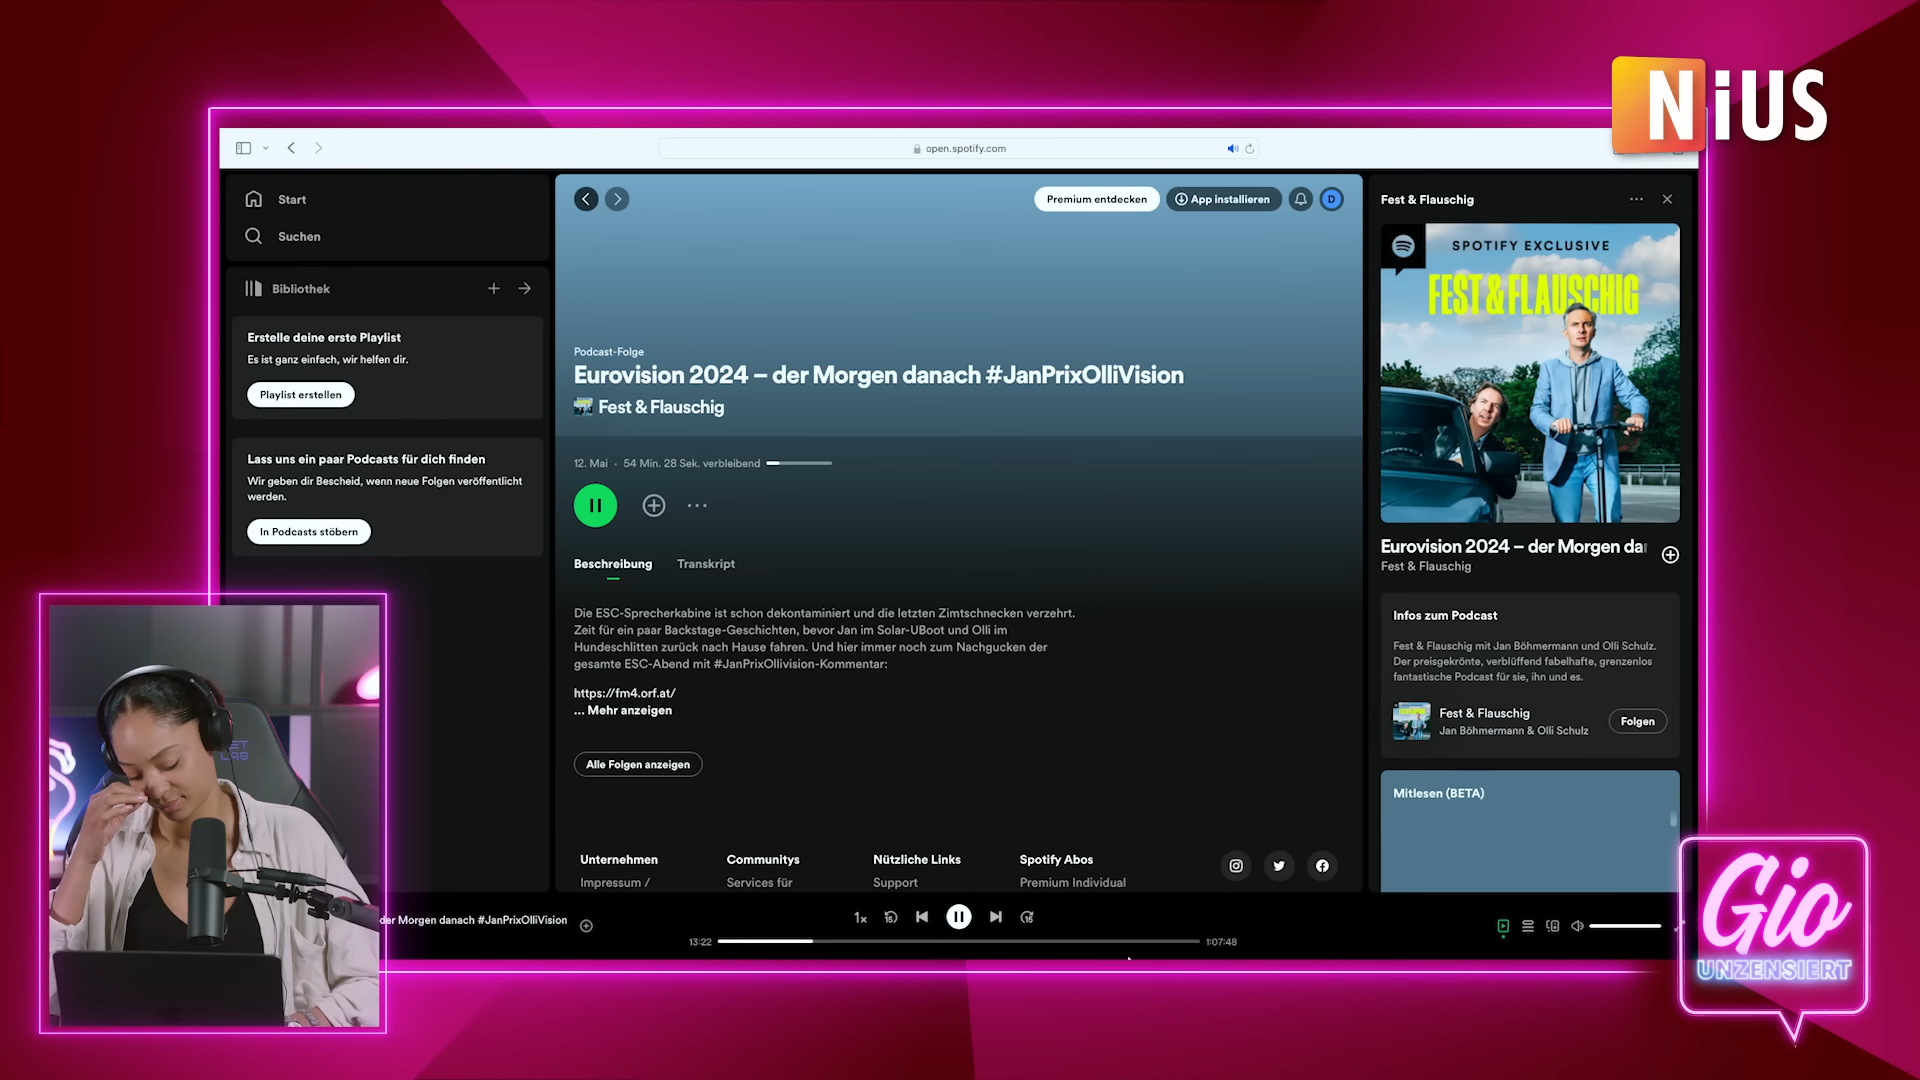 NiUS
open.spotify.com
Start
Suchen
Bibliothek
Erstelle deine erste Playlist
Es ist ganz einfach, wir helfen dir.
Playlist erstellen
Lass uns ein paar Podcasts für dich finden
Wir geben dir Bescheid, wenn neue Folgen veröffentlicht
werden.
In Podcasts stöbern
Premium entdecken
App installieren
D
Podcast-Folge
Eurovision 2024 – der Morgen danach #JanPrixOlliVision
Fest & Flauschig
12. Mai · 54 Min. 28 Sek. verbleibend
Beschreibung
Transkript
Die ESC-Sprecherkabine ist schon dekontaminiert und die letzten Zimtschnecken verzehrt.
Zeit für ein paar Backstage-Geschichten, bevor Jan im Solar-UBoot und Olli im
Hundeschlitten zurück nach Hause fahren. Und hier immer noch zum Nachgucken der
gesamte ESC-Abend mit #JanPrixOllivision-Kommentar:
https://fm4.orf.at/
... Mehr anzeigen
Alle Folgen anzeigen
Unternehmen
Impressum /
Communitys
Services für
Nützliche Links
Support
Spotify Abos
Premium Individual
Fest & Flauschig
SPOTIFY EXCLUSIVE
FEST & FLAUSCHIG
Eurovision 2024 – der Morgen da
Fest & Flauschig
Infos zum Podcast
Fest & Flauschig mit Jan Böhmermann und Olli Schulz.
Der preisgekrönte, verblüffend fabelhafte, grenzenlos
fantastische Podcast für sie, ihn und es.
Fest & Flauschig
Jan Böhmermann & Olli Schulz
Folgen
Mitlesen (BETA)
der Morgen danach #JanPrixOlliVision
1x
15
15
13:22
1:07:48
Gio
UNZENSIERT